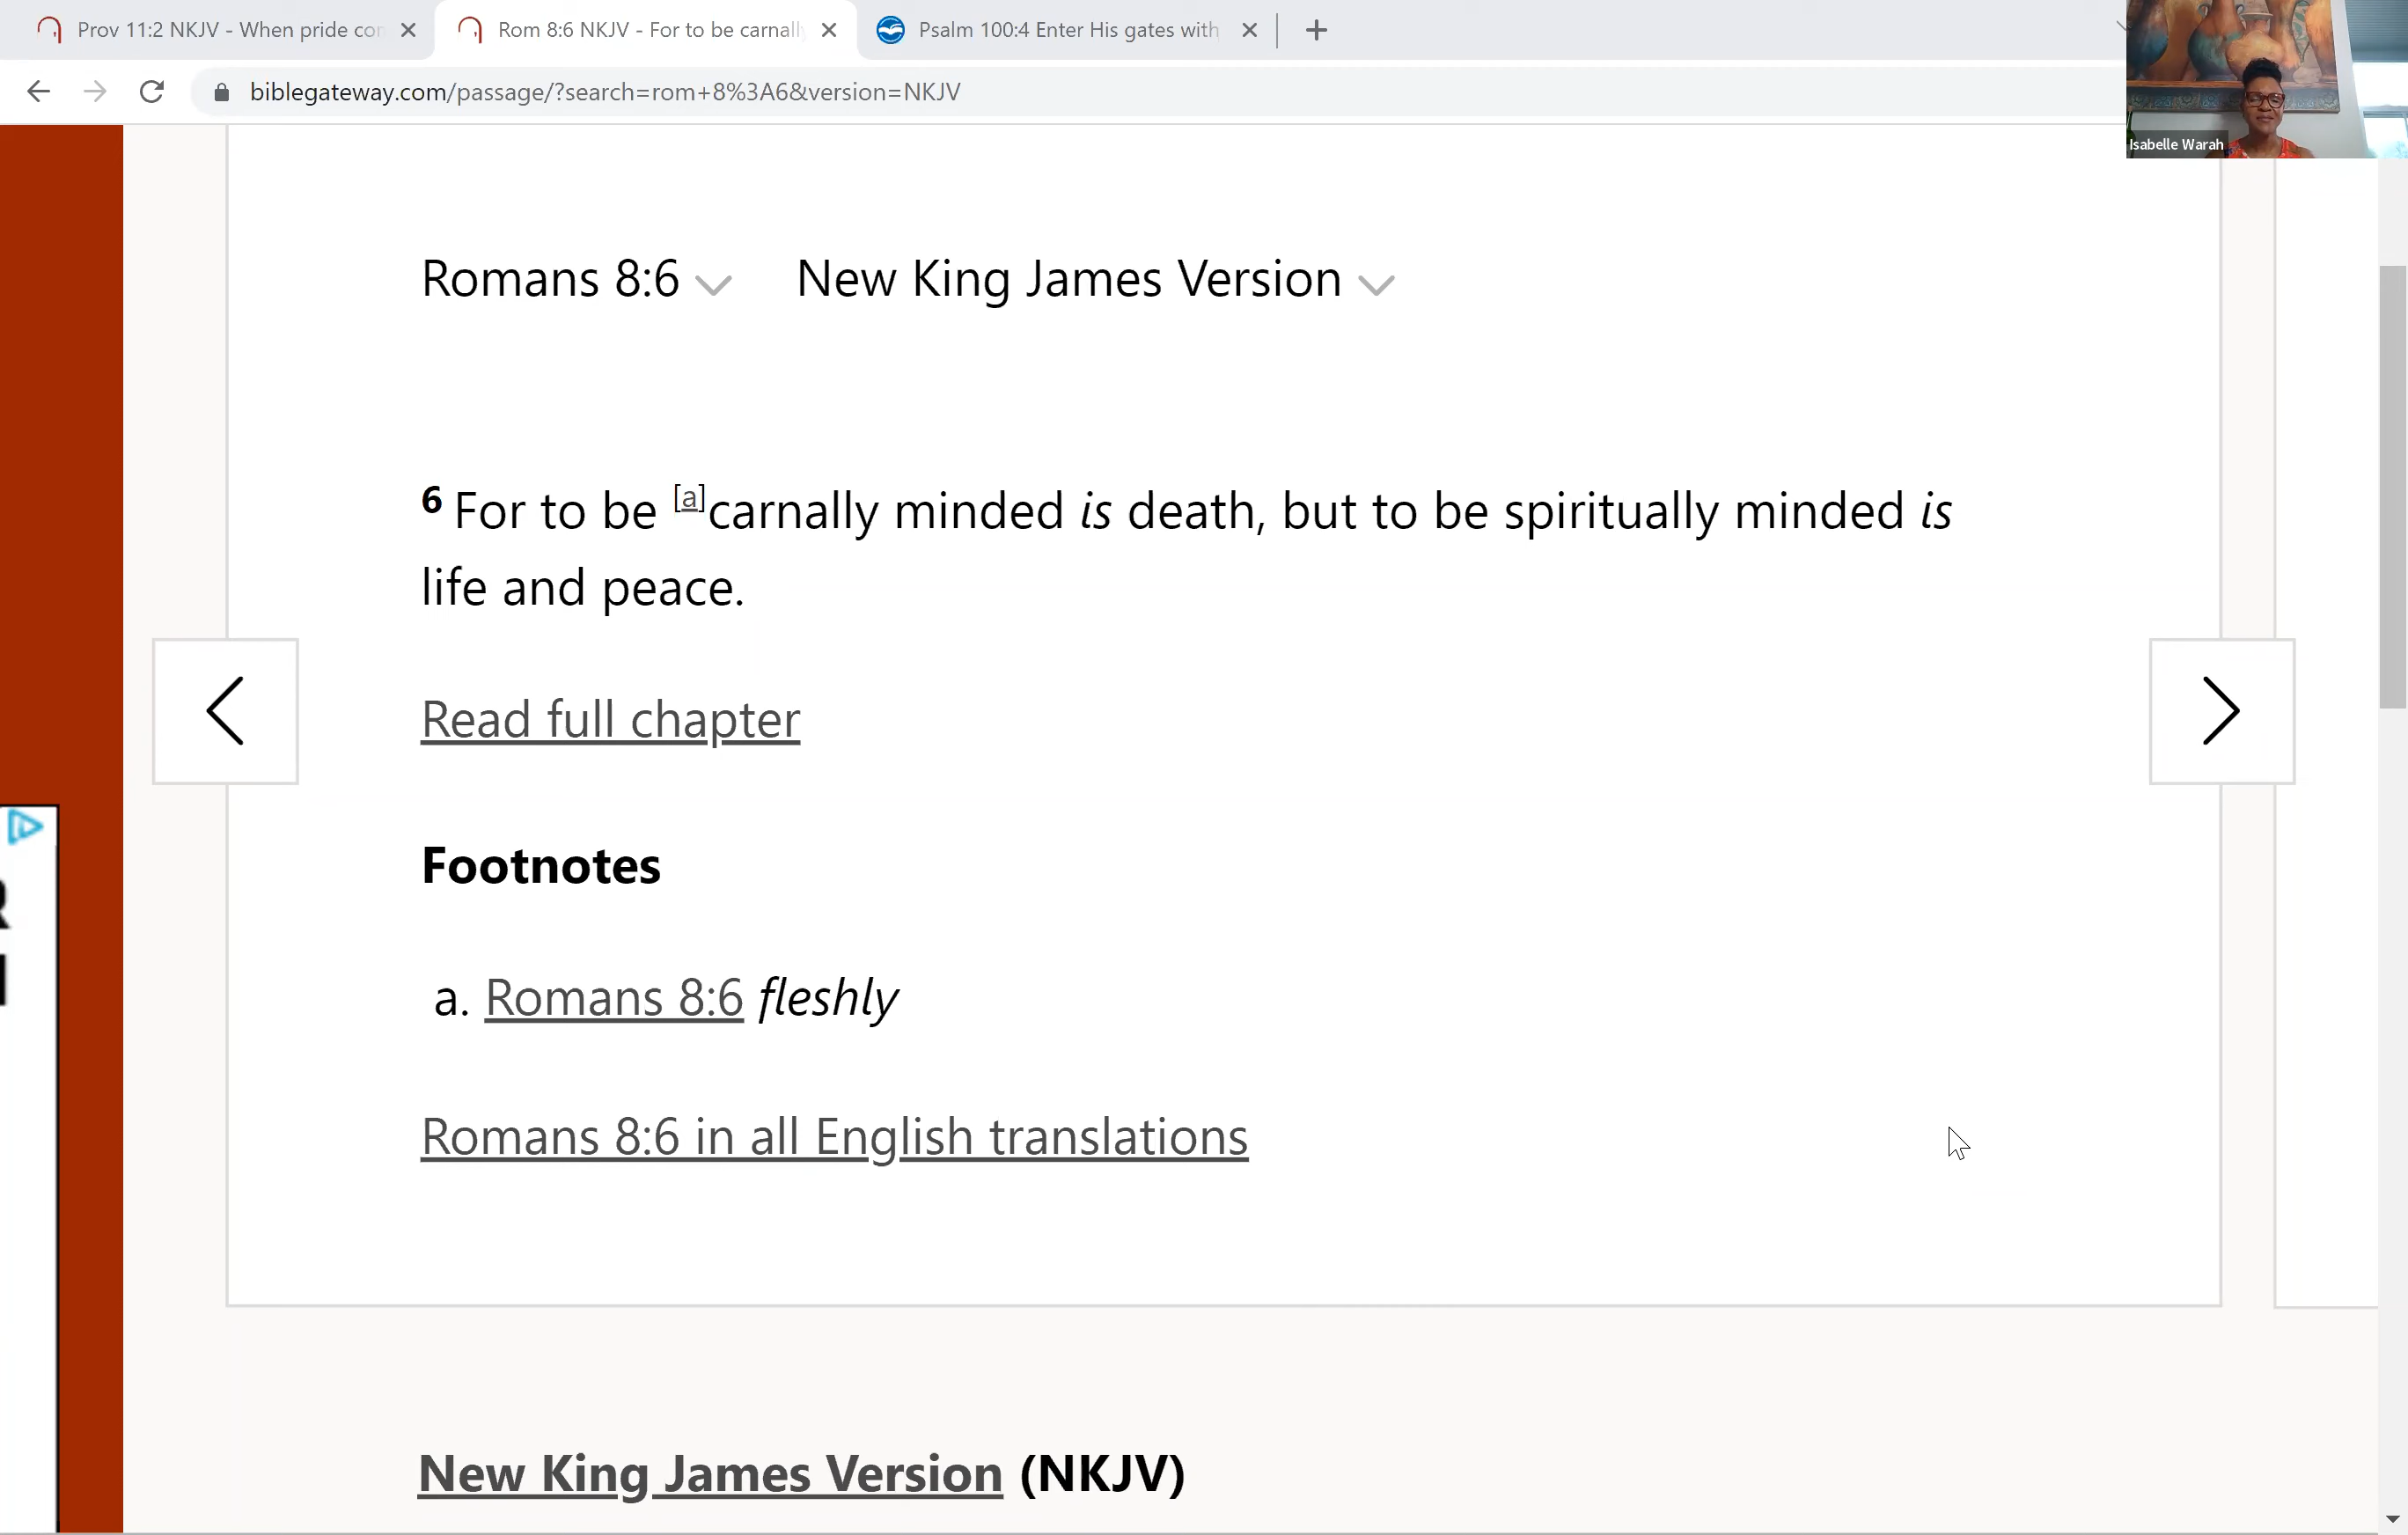 Prov 11:2 NKJV - When pride con
Rom 8:6 NKJV - For to be carnally
Psalm 100:4 Enter His gates with
biblegateway.com/passage/?search=rom+8%3A6&version=NKJV
Isabelle Warah
Romans 8:6
New King James Version
6 For to be [a]carnally minded is death, but to be spiritually minded is
life and peace.
Read full chapter
Footnotes
a. Romans 8:6 fleshly
Romans 8:6 in all English translations
New King James Version (NKJV)